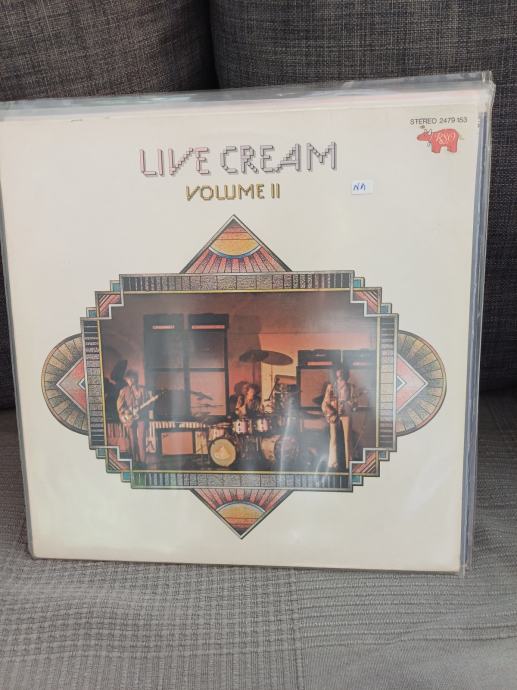 STEREO 2479 153
RSO
LIVE CREAM
VOLUME II
NA